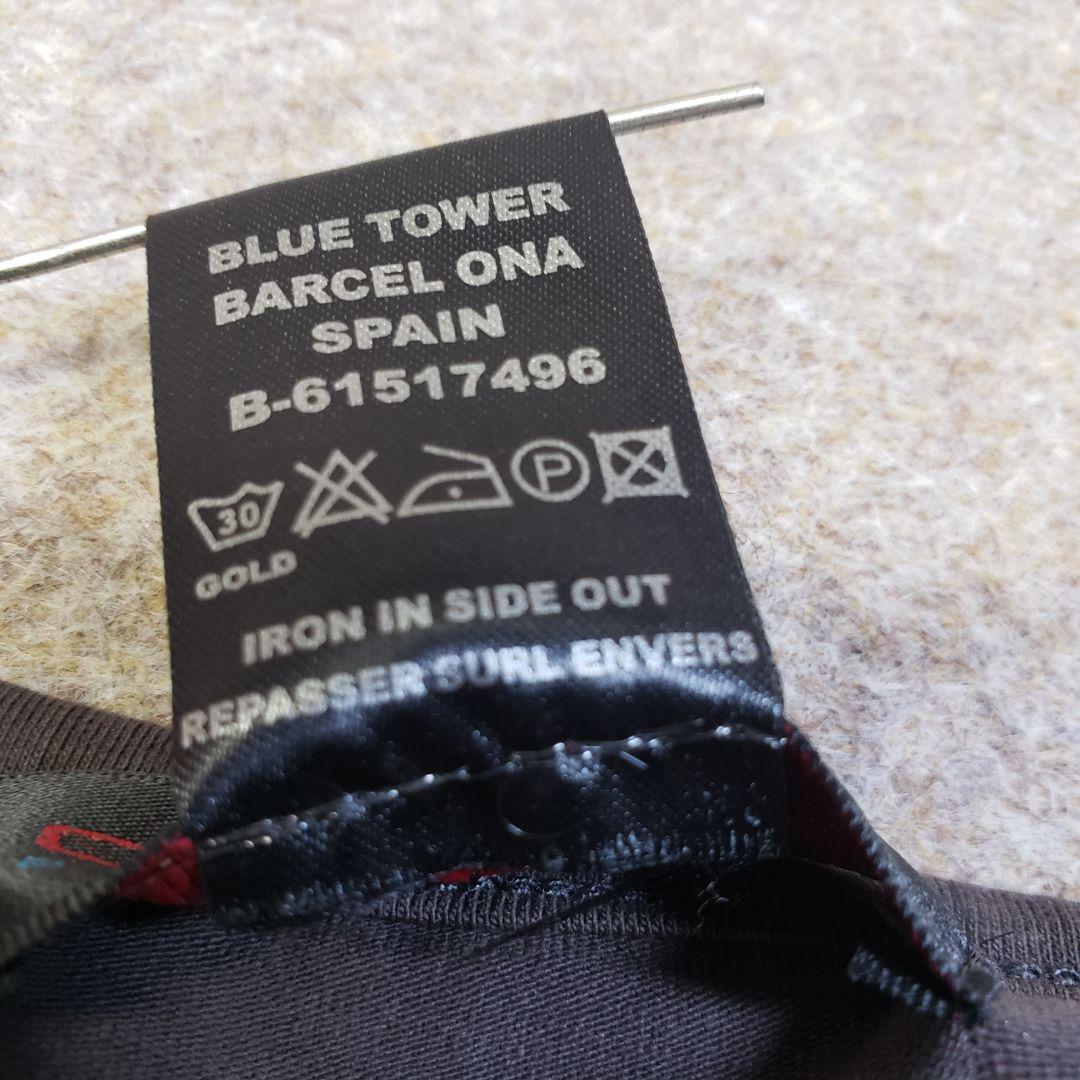 BLUE TOWER
BARCEL ONA
SPAIN
B-61517496
30
P
GOLD
IRON IN SIDE OUT
REPASSER SURL ENVERS